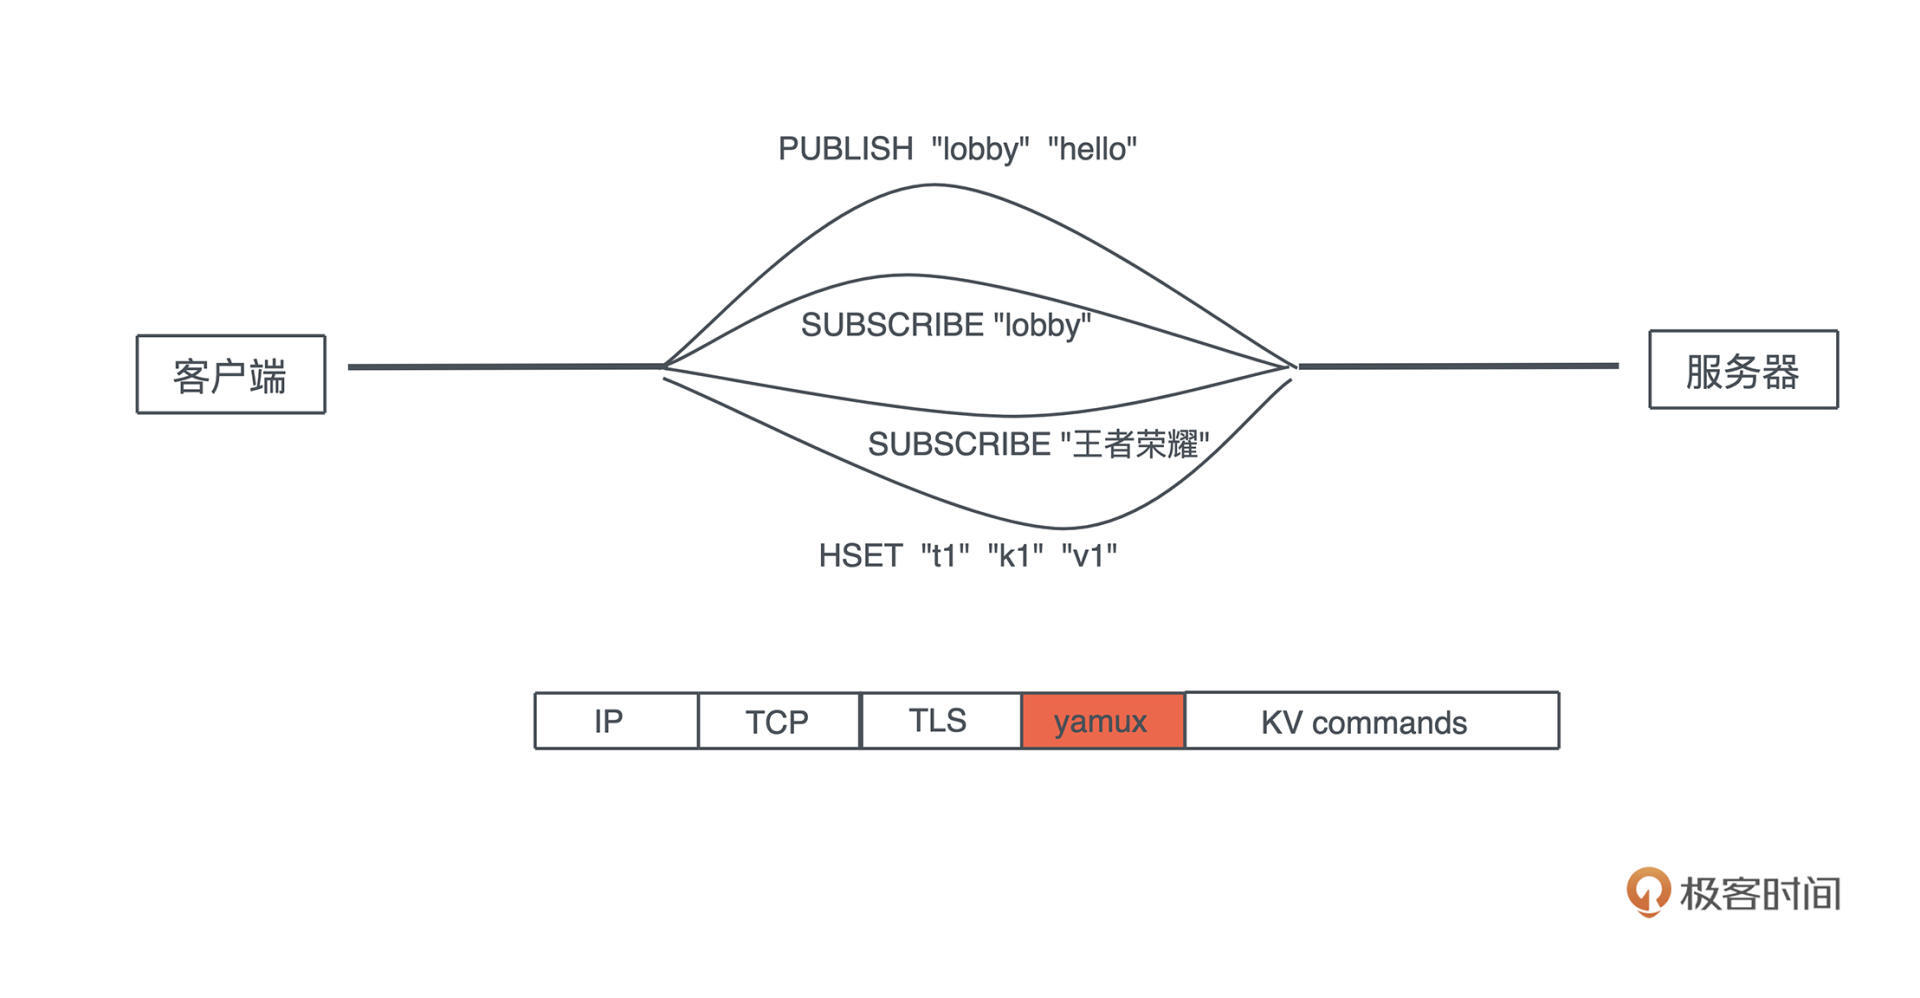 PUBLISH "lobby" "hello"
SUBSCRIBE "lobby"
客户端
服务器
SUBSCRIBE "王者荣耀"
HSET "t1" "k1" "v1"
IP TCP TLS yamux KV commands
极客时间